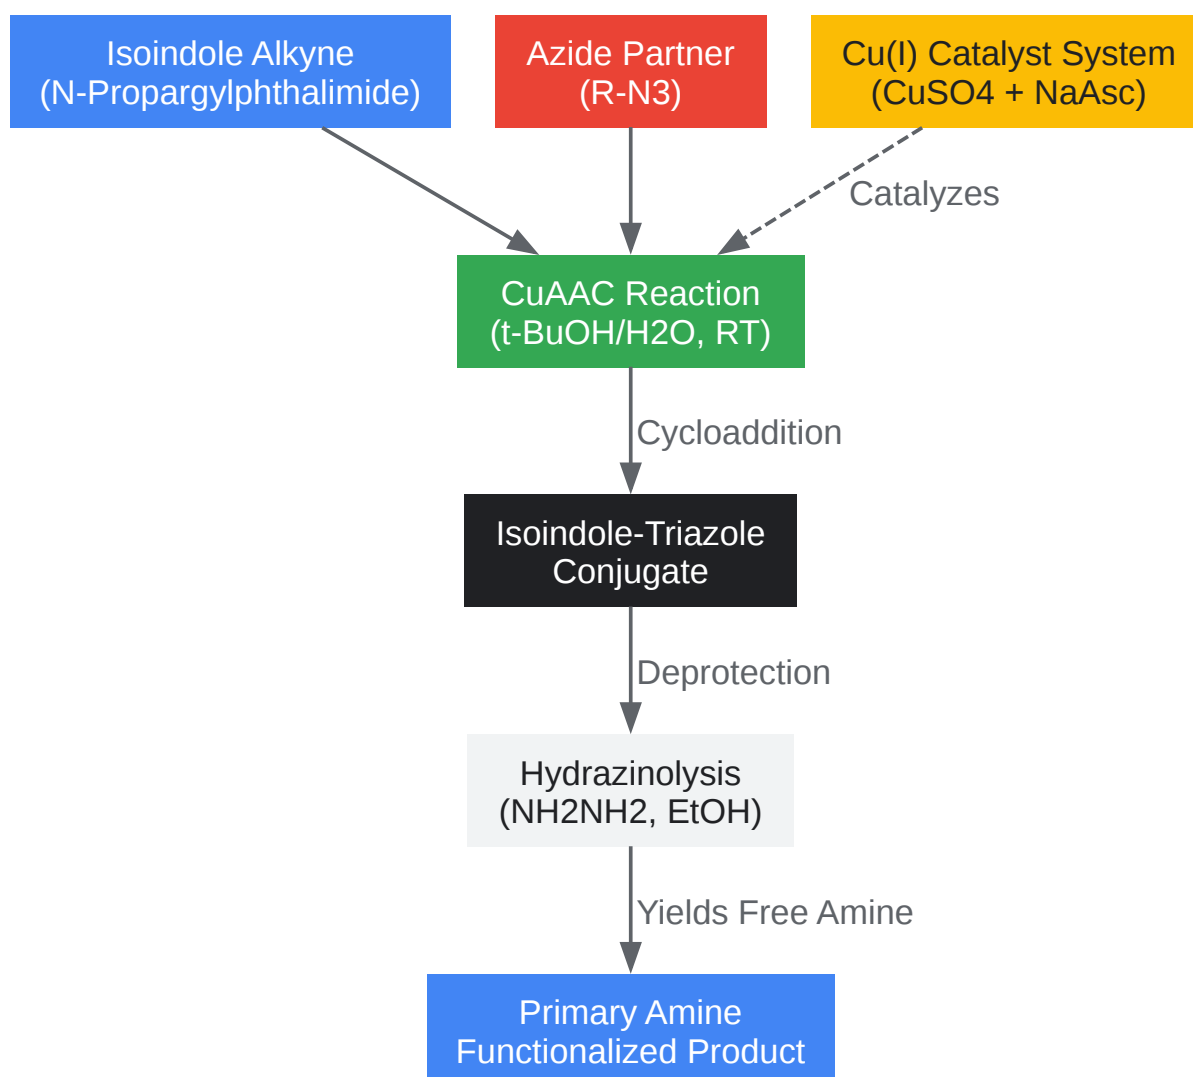 Isoindole Alkyne
(N-Propargylphthalimide)
Azide Partner
(R-N3)
Cu(I) Catalyst System
(CuSO4 + NaAsc)
Catalyzes
CuAAC Reaction
(t-BuOH/H2O, RT)
Cycloaddition
Isoindole-Triazole
Conjugate
Deprotection
Hydrazinolysis
(NH2NH2, EtOH)
Yields Free Amine
Primary Amine
Functionalized Product